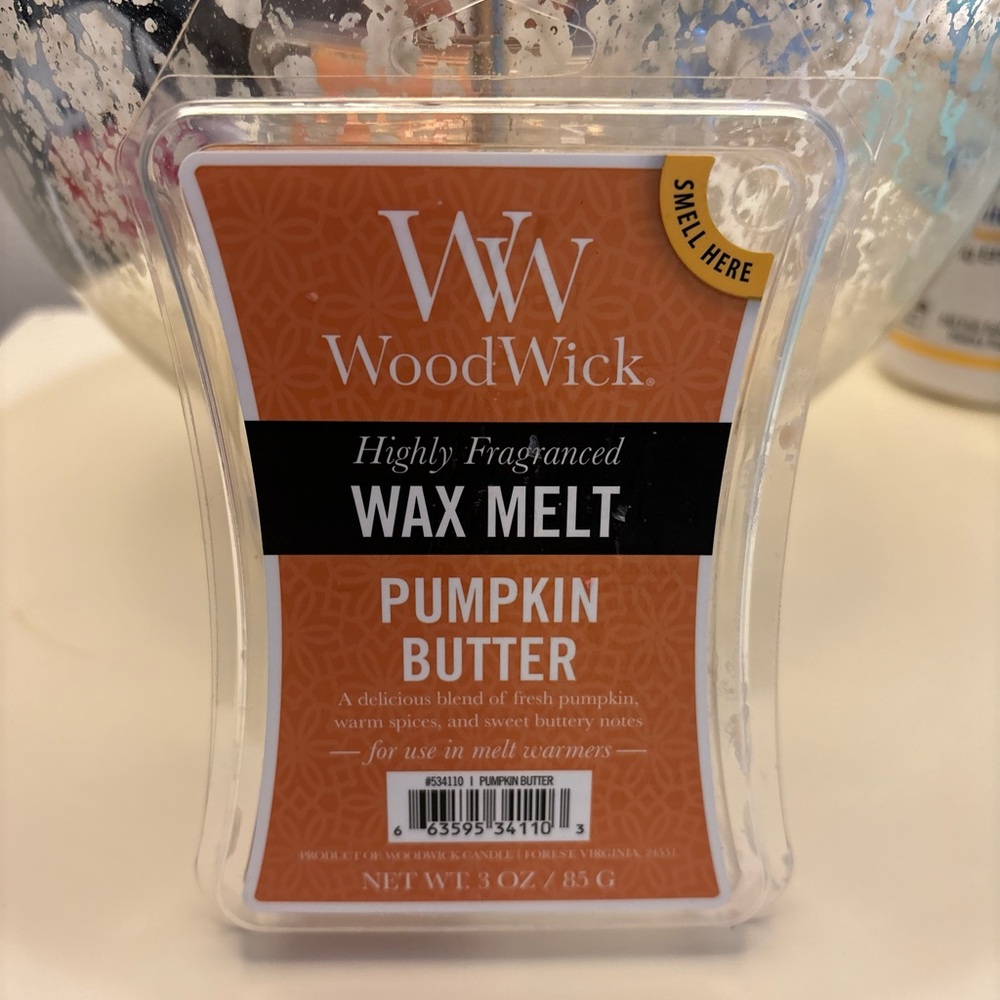 WW
SMELL HERE
WoodWick®
Highly Fragranced
WAX MELT
PUMPKIN
BUTTER
A delicious blend of fresh pumpkin,
warm spices, and sweet buttery notes
— for use in melt warmers —
#534110 | PUMPKIN BUTTER
6 63595 34110 3
PRODUCT OF WOODWICK CANDLE | FOREST, VIRGINIA, 24551
NET WT. 3 OZ / 85 G